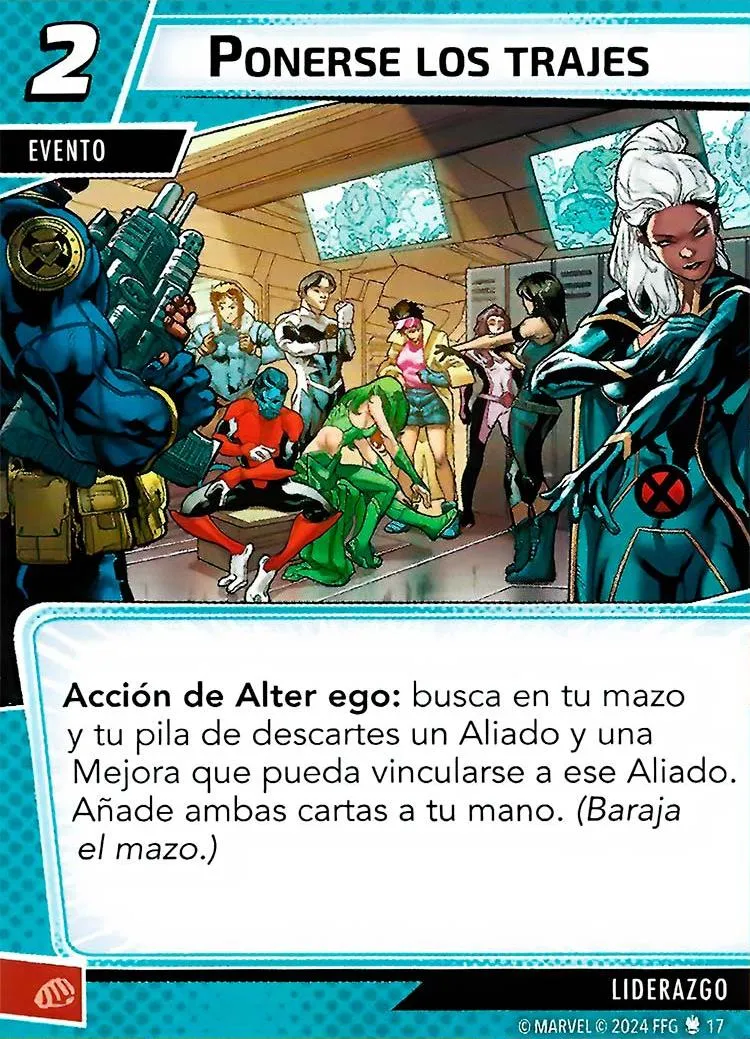 2
PONERSE LOS TRAJES
EVENTO
Acción de Alter ego: busca en tu mazo
y tu pila de descartes un Aliado y una
Mejora que pueda vincularse a ese Aliado.
Añade ambas cartas a tu mano. (Baraja
el mazo.)
LIDERAZGO
© MARVEL © 2024 FFG 17